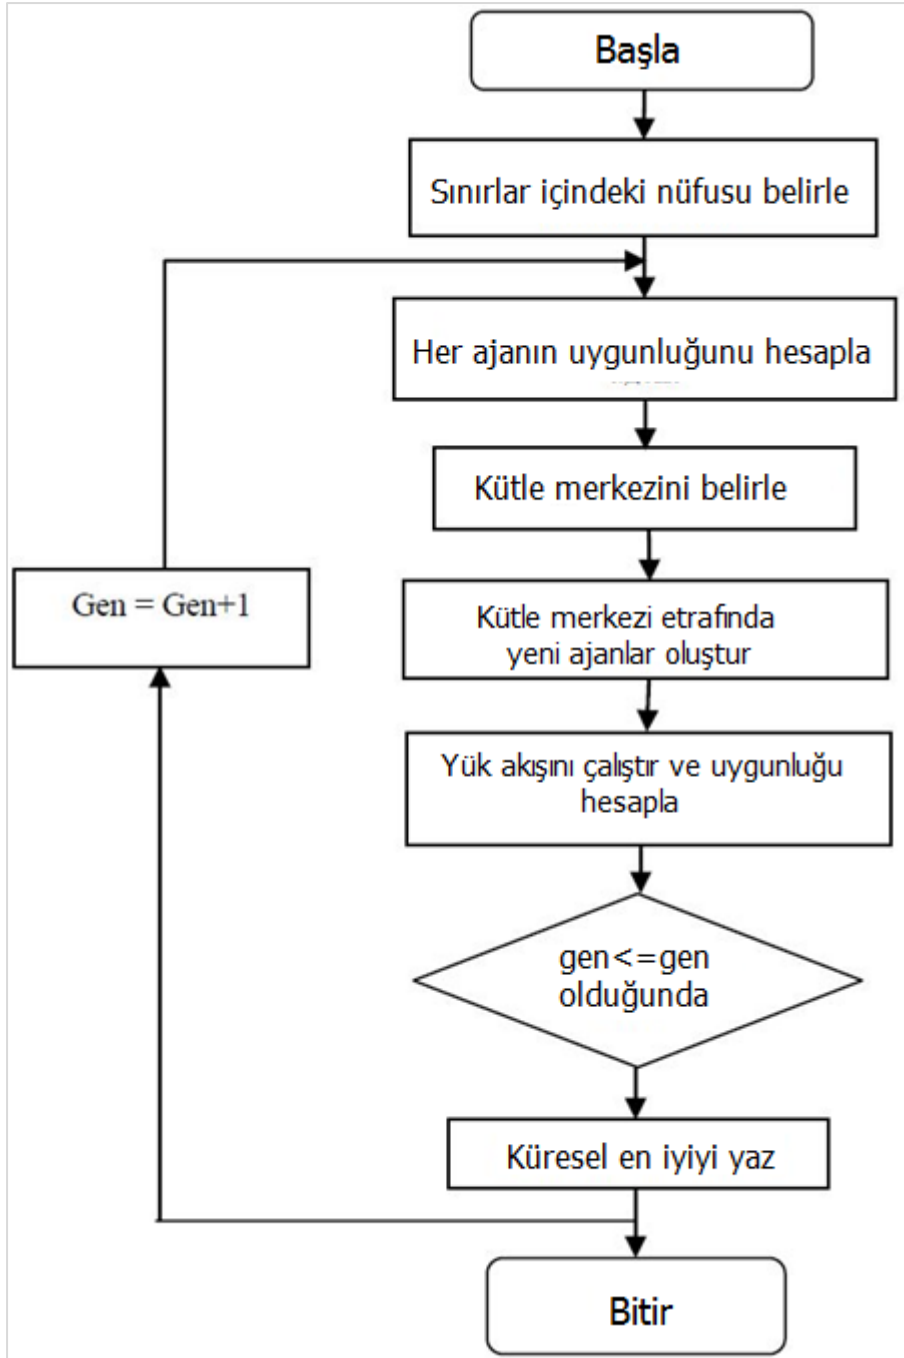 Başla
Sınırlar içindeki nüfusu belirle
Her ajanın uygunluğunu hesapla
Kütle merkezini belirle
Gen = Gen+1
Kütle merkezi etrafında
yeni ajanlar oluştur
Yük akışını çalıştır ve uygunluğu
hesapla
gen<=gen
olduğunda
Küresel en iyiyi yaz
Bitir